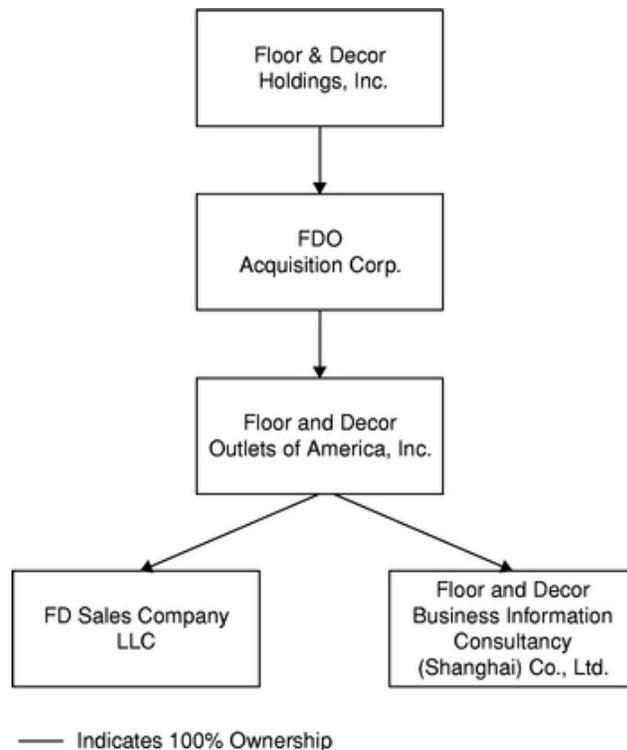 Floor & Decor
Holdings, Inc.
FDO
Acquisition Corp.
Floor and Decor
Outlets of America, Inc.
FD Sales Company
LLC
Floor and Decor
Business Information
Consultancy
(Shanghai) Co., Ltd.
Indicates 100% Ownership